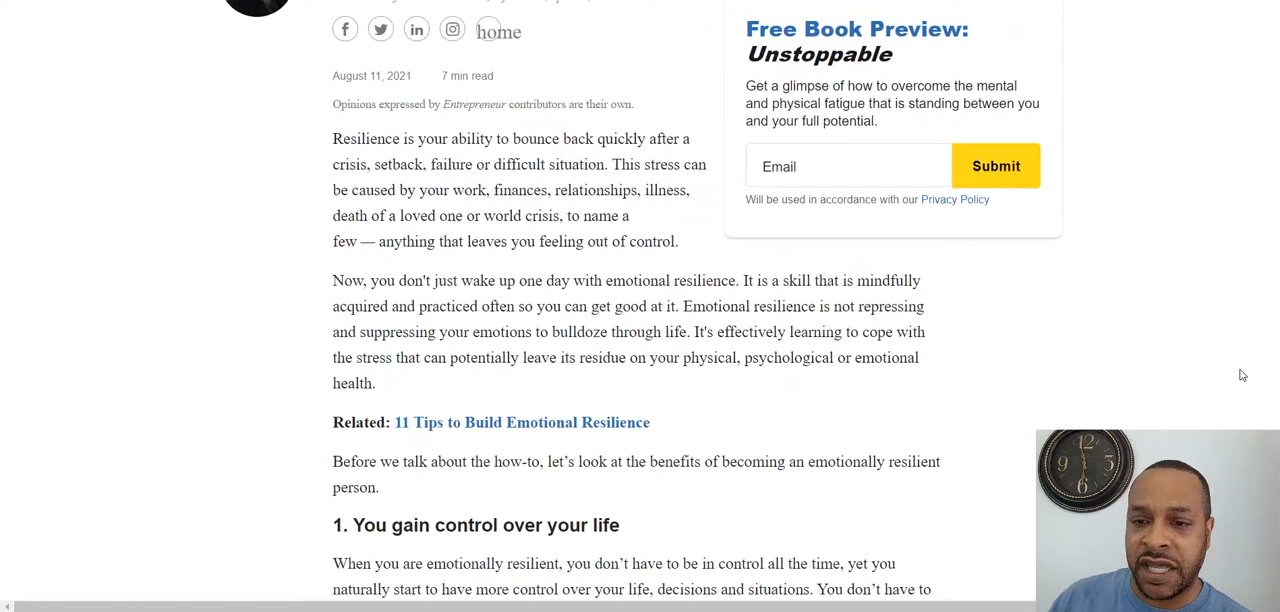 home
August 11, 2021 7 min read
Opinions expressed by Entrepreneur contributors are their own.
Resilience is your ability to bounce back quickly after a
crisis, setback, failure or difficult situation. This stress can
be caused by your work, finances, relationships, illness,
death of a loved one or world crisis, to name a
few — anything that leaves you feeling out of control.
Free Book Preview:
Unstoppable
Get a glimpse of how to overcome the mental
and physical fatigue that is standing between you
and your full potential.
Email Submit
Will be used in accordance with our Privacy Policy
Now, you don't just wake up one day with emotional resilience. It is a skill that is mindfully
acquired and practiced often so you can get good at it. Emotional resilience is not repressing
and suppressing your emotions to bulldoze through life. It's effectively learning to cope with
the stress that can potentially leave its residue on your physical, psychological or emotional
health.
Related: 11 Tips to Build Emotional Resilience
Before we talk about the how-to, let’s look at the benefits of becoming an emotionally resilient
person.
1. You gain control over your life
When you are emotionally resilient, you don’t have to be in control all the time, yet you
naturally start to have more control over your life, decisions and situations. You don’t have to